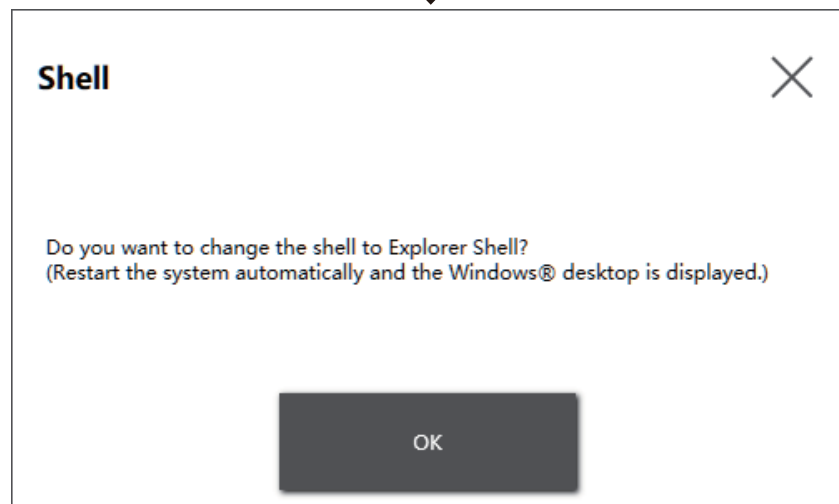 Shell
Do you want to change the shell to Explorer Shell?
(Restart the system automatically and the Windows® desktop is displayed.)
OK